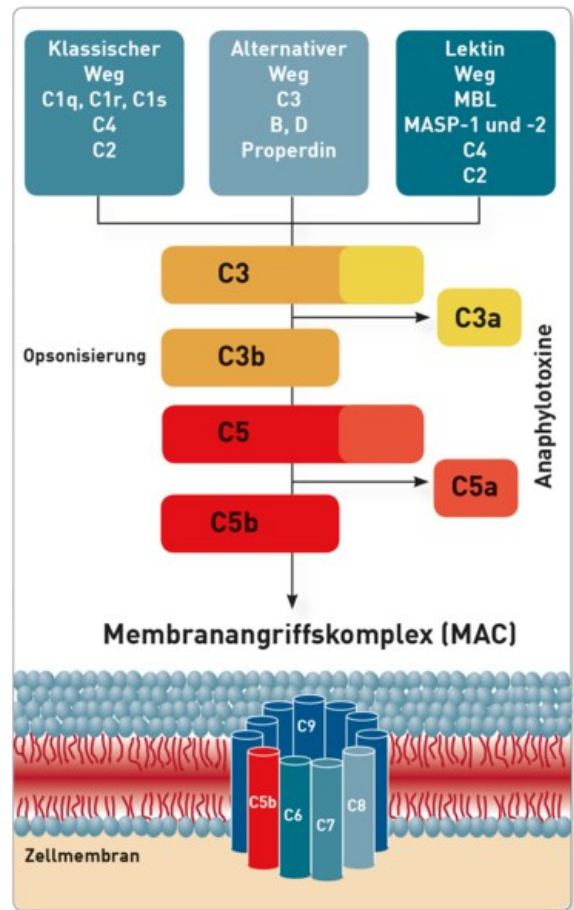 Klassischer
Weg
C1q, C1r, C1s
C4
C2
Alternativer
Weg
C3
B, D
Properdin
Lektin
Weg
MBL
MASP-1 und -2
C4
C2
C3
C3a
Opsonisierung
C3b
Anaphylotoxine
C5
C5a
C5b
Membranangriffskomplex (MAC)
C9
C5b
C6
C7
C8
Zellmembran